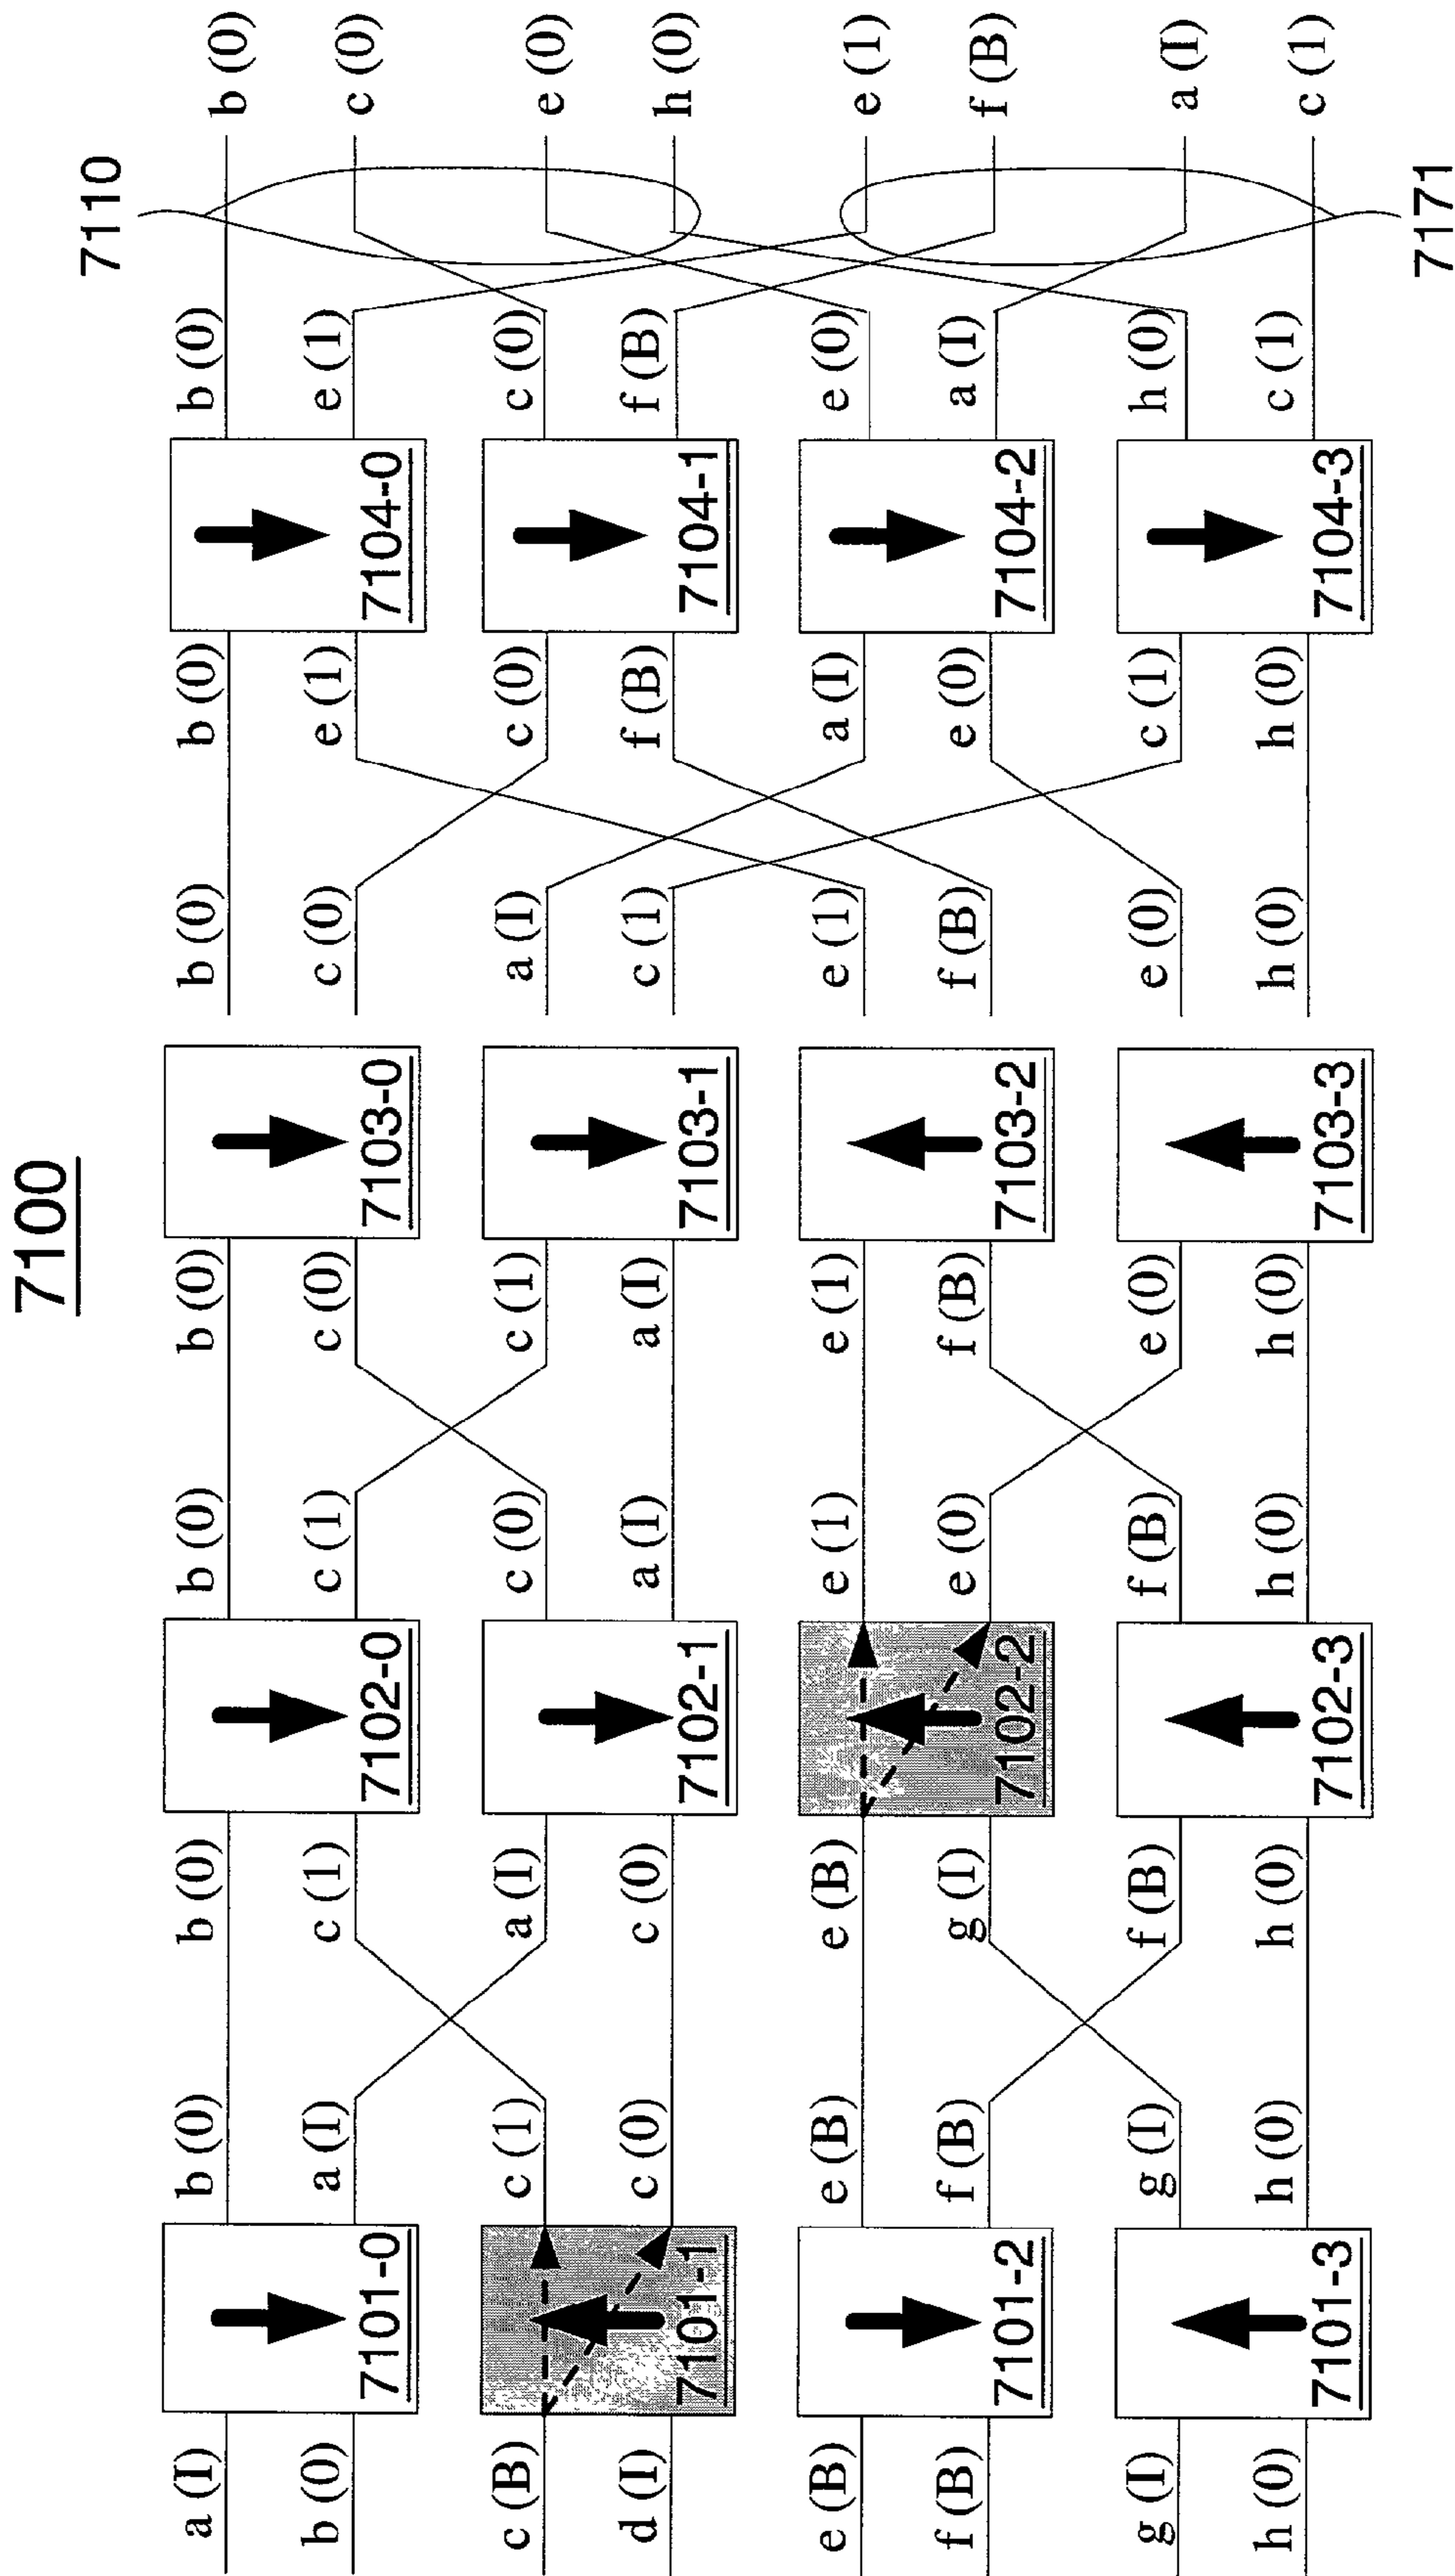 7100
7110
a (I) b (0) b (0) b (0) b (0) b (0) b (0) b (0) b (0)
b (0) a (I) c (1) c (1) c (0) c (0) e (1) e (1) c (0)
7101-0 7102-0 7103-0 7104-0
c (B) c (1) a (I) c (0) c (1) a (I) c (0) c (0) e (0)
d (I) c (0) c (0) a (I) a (I) c (1) f (B) f (B) h (0)
7101-1 7102-1 7103-1 7104-1
e (B) e (B) e (B) e (1) e (1) e (1) a (I) e (0) e (1)
f (B) f (B) g (I) e (0) f (B) f (B) e (0) a (I) f (B)
7101-2 7102-2 7103-2 7104-2
g (I) g (I) f (B) f (B) e (0) e (0) c (1) h (0) a (I)
h (0) h (0) h (0) h (0) h (0) h (0) h (0) c (1) c (1)
7101-3 7102-3 7103-3 7104-3
7171